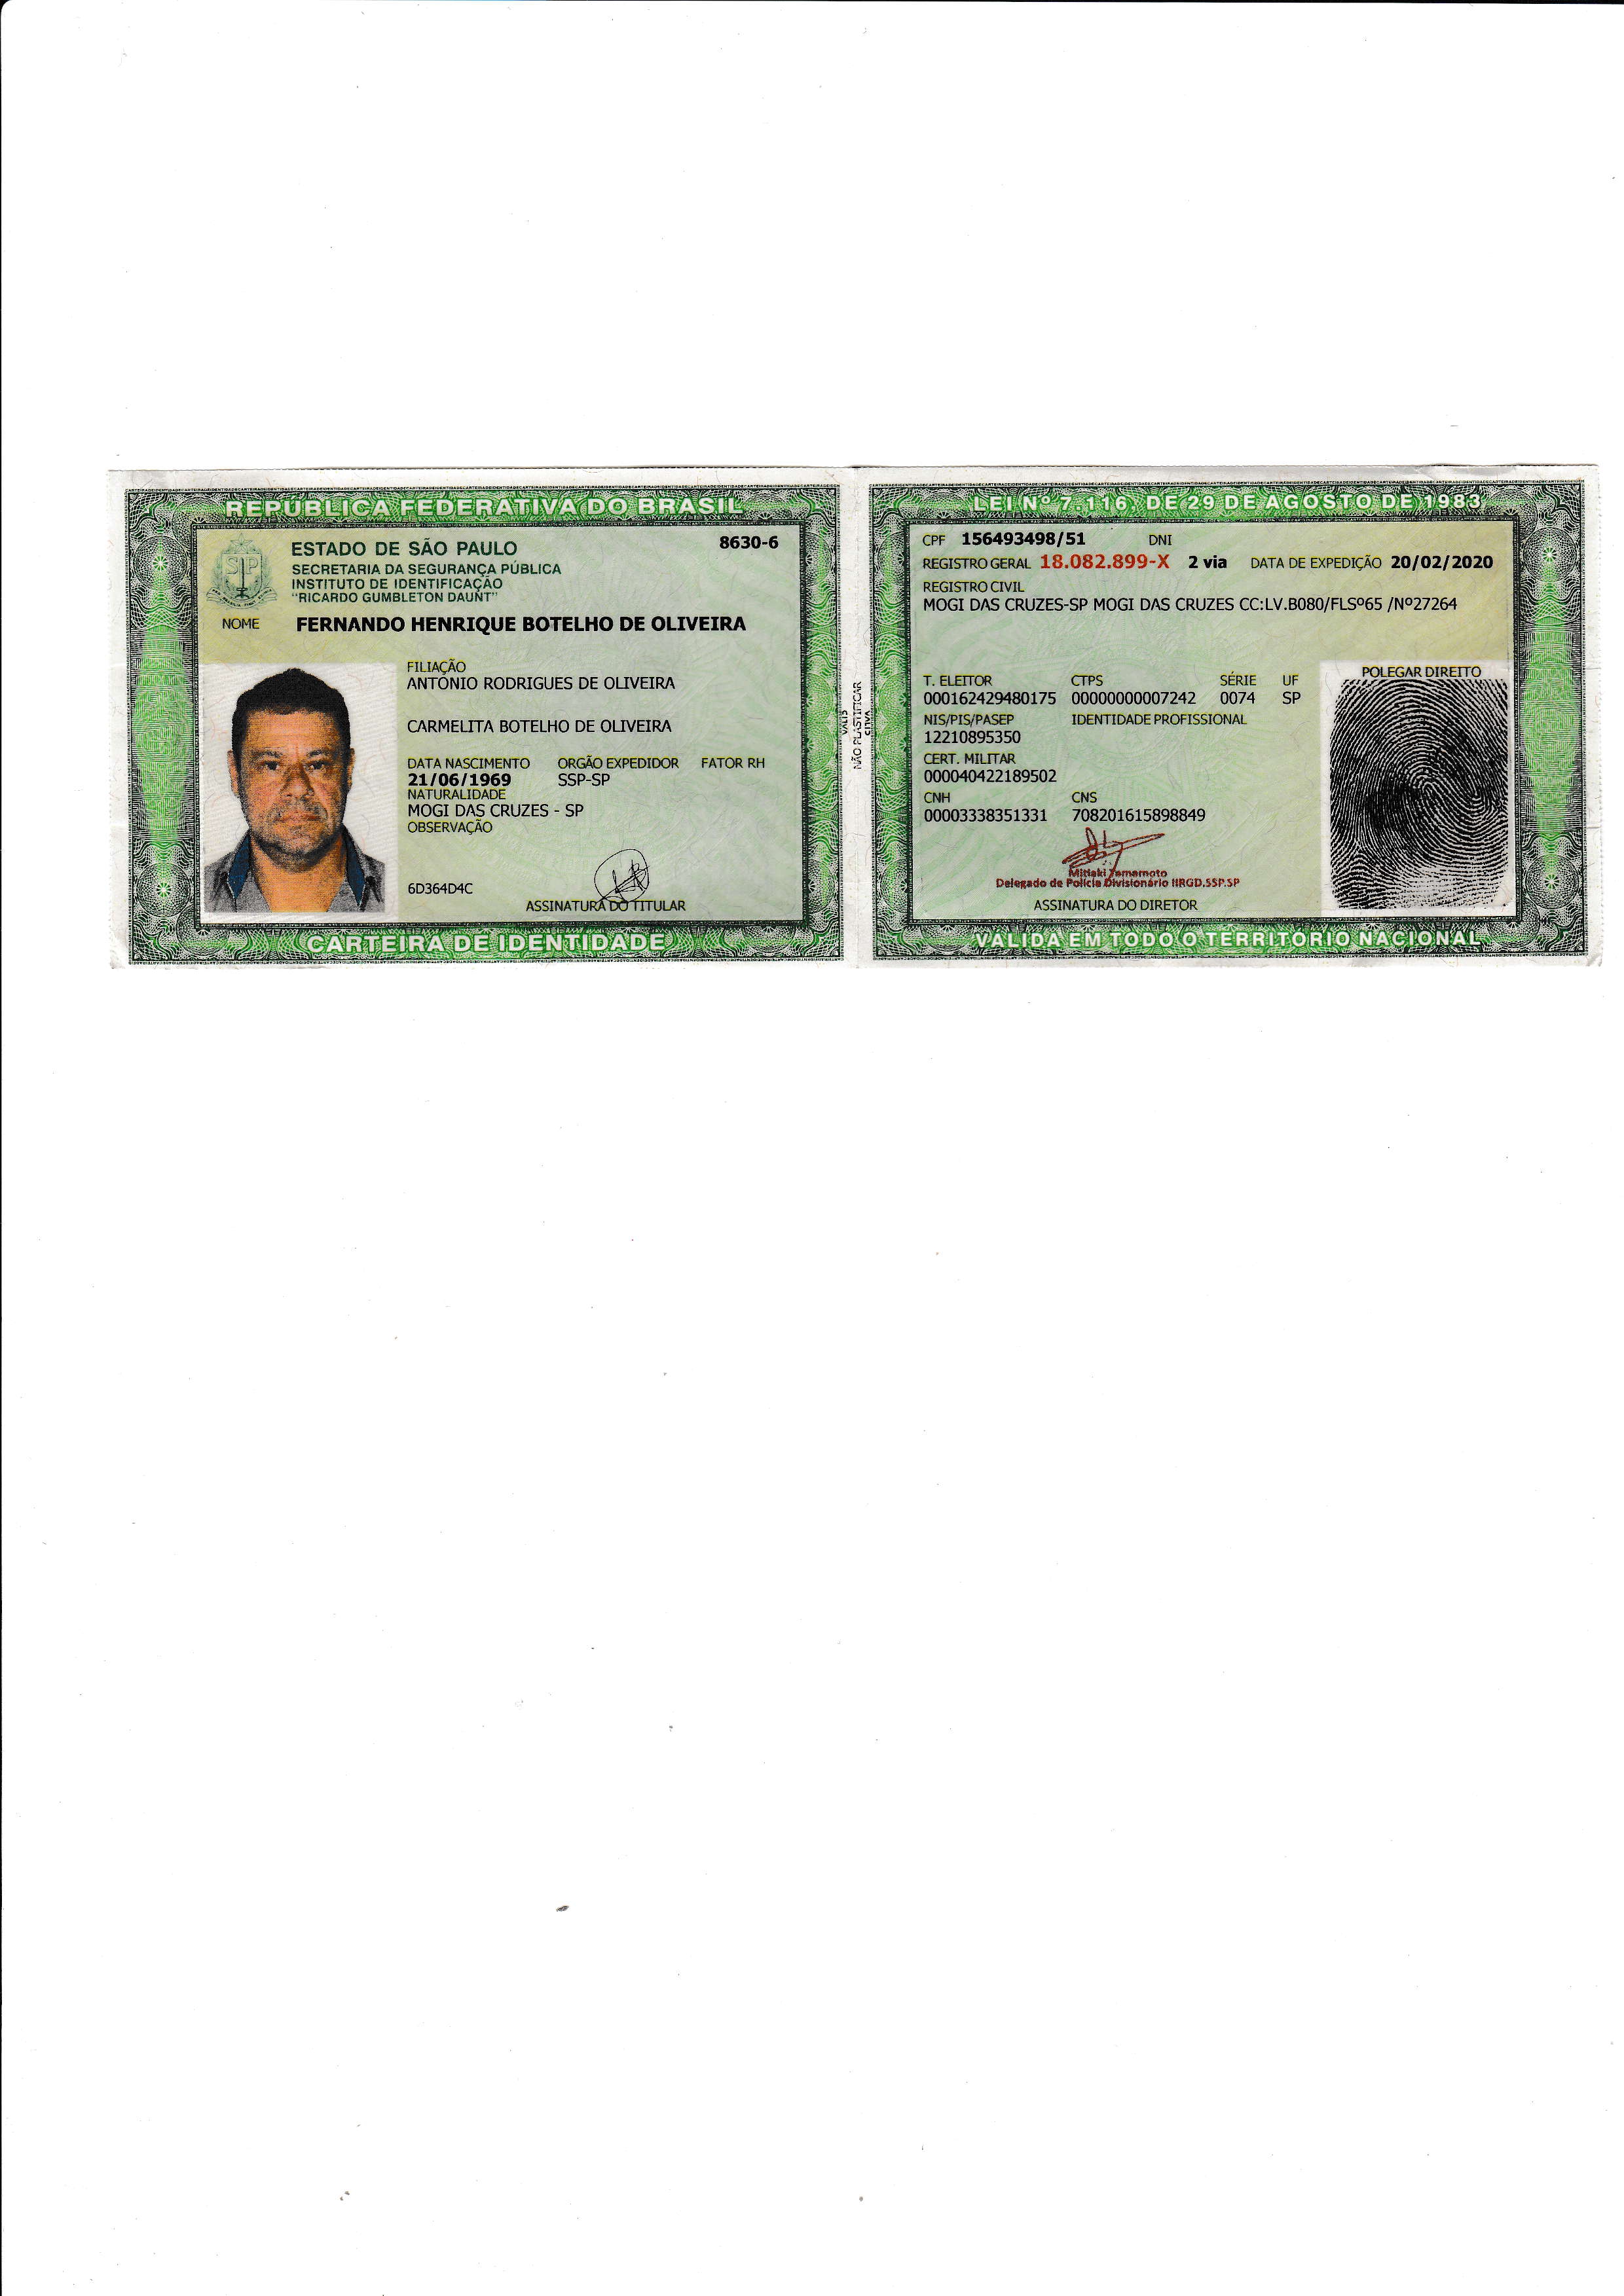 REPÚBLICA FEDERATIVA DO BRASIL
8630-6
ESTADO DE SÃO PAULO
SECRETARIA DA SEGURANÇA PÚBLICA
INSTITUTO DE IDENTIFICAÇÃO
"RICARDO GUMBLETON DAUNT"
NOME FERNANDO HENRIQUE BOTELHO DE OLIVEIRA
FILIAÇÃO
ANTONIO RODRIGUES DE OLIVEIRA
CARMELITA BOTELHO DE OLIVEIRA
DATA NASCIMENTO ORGÃO EXPEDIDOR FATOR RH
21/06/1969 SSP-SP
NATURALIDADE
MOGI DAS CRUZES - SP
OBSERVAÇÃO
6D364D4C
ASSINATURA DO TITULAR
CARTEIRA DE IDENTIDADE
NÃO PLASTIFICAR
LEI Nº 7.116, DE 29 DE AGOSTO DE 1983
CPF 156493498/51 DNI
REGISTRO GERAL 18.082.899-X 2 via DATA DE EXPEDIÇÃO 20/02/2020
REGISTRO CIVIL
MOGI DAS CRUZES-SP MOGI DAS CRUZES CC:LV.B080/FLSº65 /Nº27264
T. ELEITOR CTPS SÉRIE UF
000162429480175 00000000007242 0074 SP
NIS/PIS/PASEP IDENTIDADE PROFISSIONAL
12210895350
CERT. MILITAR
000040422189502
CNH CNS
00003338351331 708201615898849
POLEGAR DIREITO
Mitiaki Yamamoto
Delegado de Polícia Divisionário IIRGD.SSP.SP
ASSINATURA DO DIRETOR
VÁLIDA EM TODO O TERRITÓRIO NACIONAL